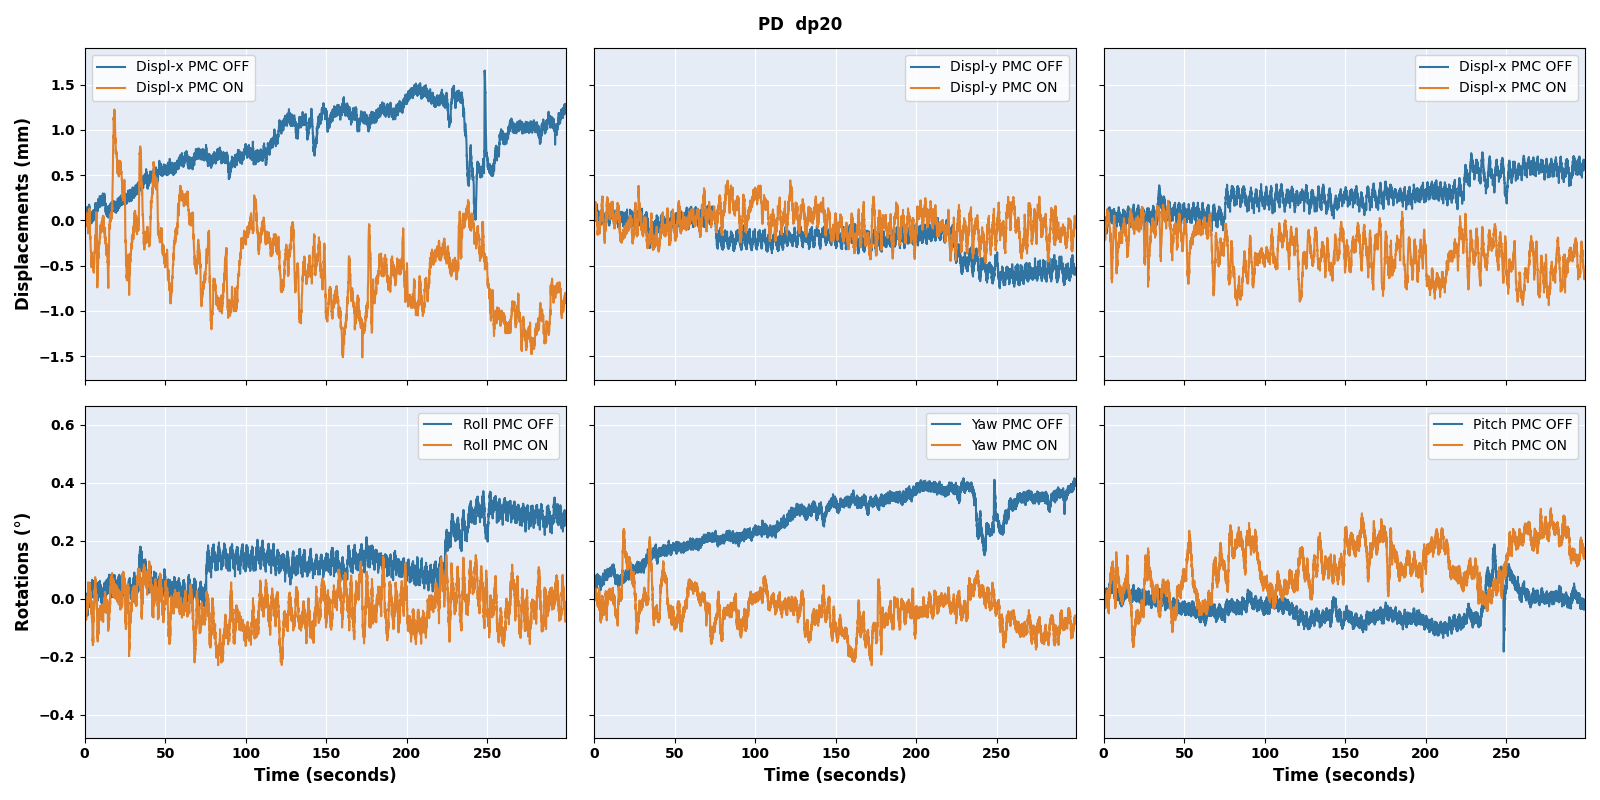 PD dp20
Displacements (mm)
1.5
1.0
0.5
0.0
−0.5
−1.0
−1.5
Displ-x PMC OFF
Displ-x PMC ON
Displ-y PMC OFF
Displ-y PMC ON
Displ-x PMC OFF
Displ-x PMC ON
Rotations (°)
0.6
0.4
0.2
0.0
−0.2
−0.4
Roll PMC OFF
Roll PMC ON
Yaw PMC OFF
Yaw PMC ON
Pitch PMC OFF
Pitch PMC ON
0 50 100 150 200 250
0 50 100 150 200 250
0 50 100 150 200 250
Time (seconds)
Time (seconds)
Time (seconds)